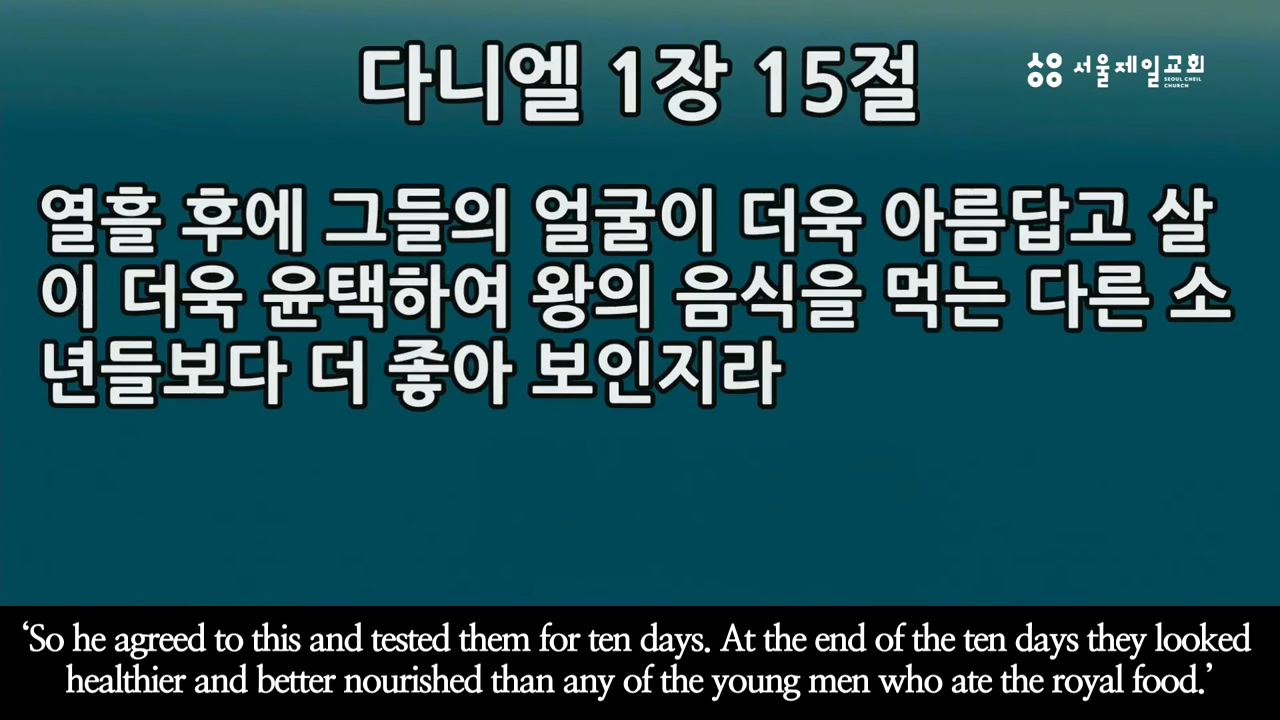 다니엘 1장 15절
서울제일교회
SEOUL CHEIL
CHURCH
열흘 후에 그들의 얼굴이 더욱 아름답고 살
이 더욱 윤택하여 왕의 음식을 먹는 다른 소
년들보다 더 좋아 보인지라
‘So he agreed to this and tested them for ten days. At the end of the ten days they looked
healthier and better nourished than any of the young men who ate the royal food.’